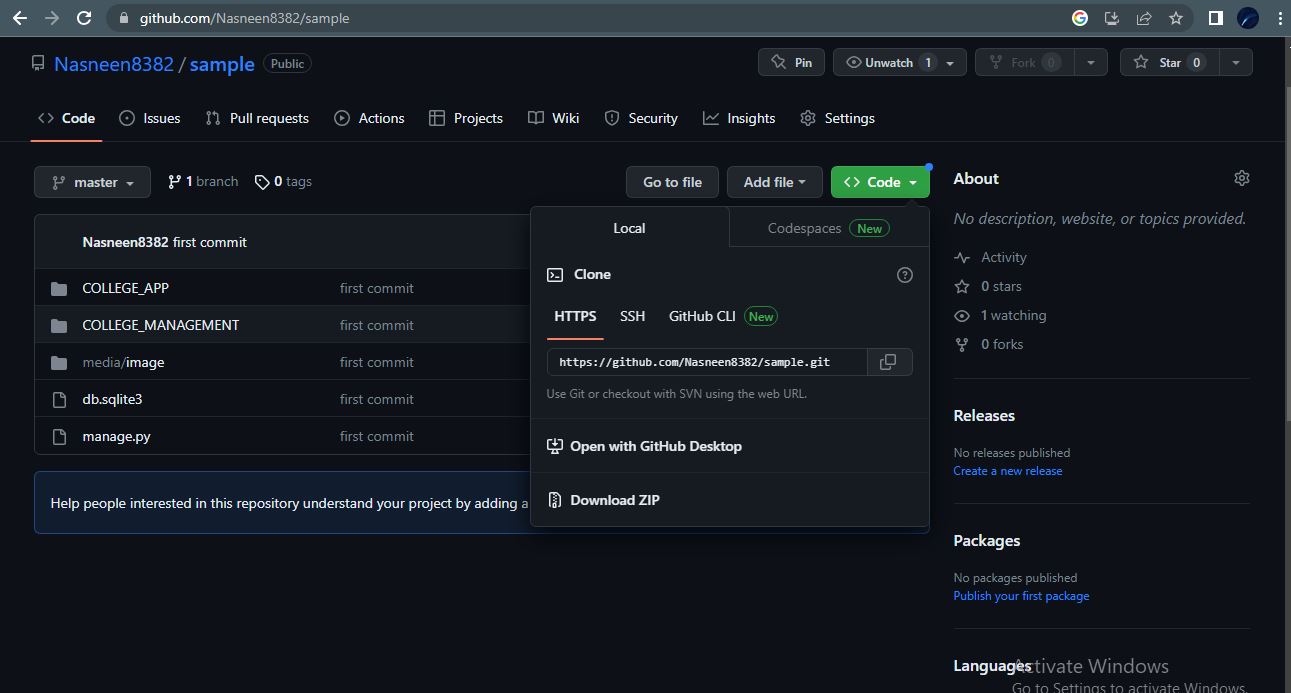 github.com/Nasneen8382/sample
Nasneen8382 / sample Public
Pin
Unwatch 1
Fork 0
Star 0
Code
Issues
Pull requests
Actions
Projects
Wiki
Security
Insights
Settings
master
1 branch
0 tags
Go to file
Add file
Code
Local
Codespaces New
Clone
HTTPS
SSH
GitHub CLI New
https://github.com/Nasneen8382/sample.git
Use Git or checkout with SVN using the web URL.
Open with GitHub Desktop
Download ZIP
Nasneen8382 first commit
COLLEGE_APP first commit
COLLEGE_MANAGEMENT first commit
media/image first commit
db.sqlite3 first commit
manage.py first commit
Help people interested in this repository understand your project by adding a
About
No description, website, or topics provided.
Activity
0 stars
1 watching
0 forks
Releases
No releases published
Create a new release
Packages
No packages published
Publish your first package
Languages
Activate Windows
Go to Settings to activate Windows.